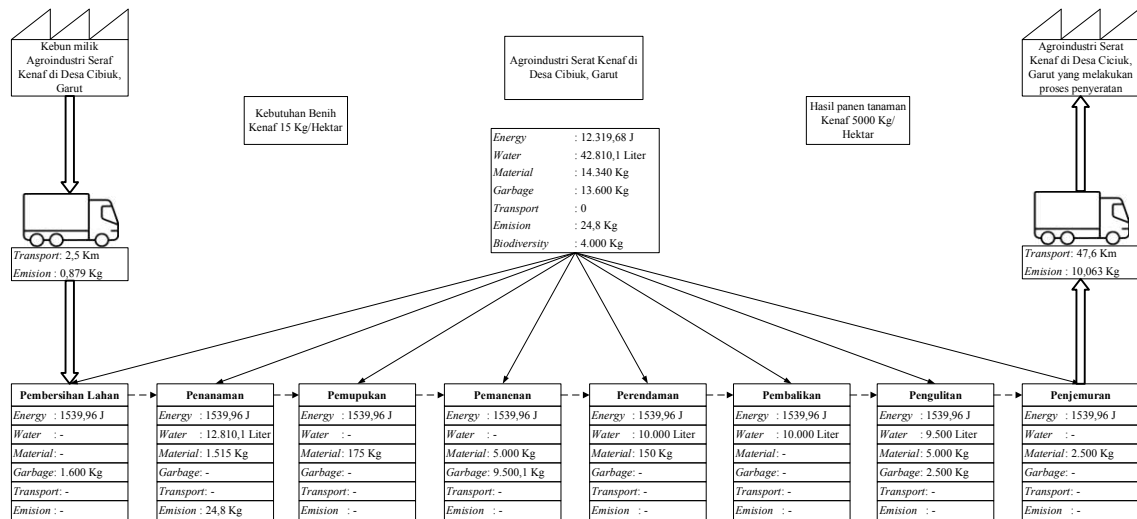 Kebun milik
Agroindustri Seraf
Kenaf di Desa Cibiuk,
Garut
Agroindustri Serat Kenaf di
Desa Cibiuk, Garut
Agroindustri Serat
Kenaf di Desa Ciciuk,
Garut yang melakukan
proses penyeratan
Kebutuhan Benih
Kenaf 15 Kg/Hektar
Hasil panen tanaman
Kenaf 5000 Kg/
Hektar
Energy : 12.319,68 J
Water : 42.810,1 Liter
Material : 14.340 Kg
Garbage : 13.600 Kg
Transport : 0
Emision : 24,8 Kg
Biodiversity : 4.000 Kg
Transport: 2,5 Km
Emision : 0,879 Kg
Transport: 47,6 Km
Emision : 10,063 Kg
Pembersihan Lahan
Energy : 1539,96 J
Water : -
Material: -
Garbage: 1.600 Kg
Transport: -
Emision : -
Penanaman
Energy : 1539,96 J
Water : 12.810,1 Liter
Material: 1.515 Kg
Garbage: -
Transport: -
Emision : 24,8 Kg
Pemupukan
Energy : 1539,96 J
Water : -
Material: 175 Kg
Garbage: -
Transport: -
Emision : -
Pemanenan
Energy : 1539,96 J
Water : -
Material: 5.000 Kg
Garbage: 9.500,1 Kg
Transport: -
Emision : -
Perendaman
Energy : 1539,96 J
Water : 10.000 Liter
Material: 150 Kg
Garbage: -
Transport: -
Emision : -
Pembalikan
Energy : 1539,96 J
Water : 10.000 Liter
Material: -
Garbage: -
Transport: -
Emision : -
Pengulitan
Energy : 1539,96 J
Water : 9.500 Liter
Material: 5.000 Kg
Garbage: 2.500 Kg
Transport: -
Emision : -
Penjemuran
Energy : 1539,96 J
Water : -
Material: 2.500 Kg
Garbage: -
Transport: -
Emision : -